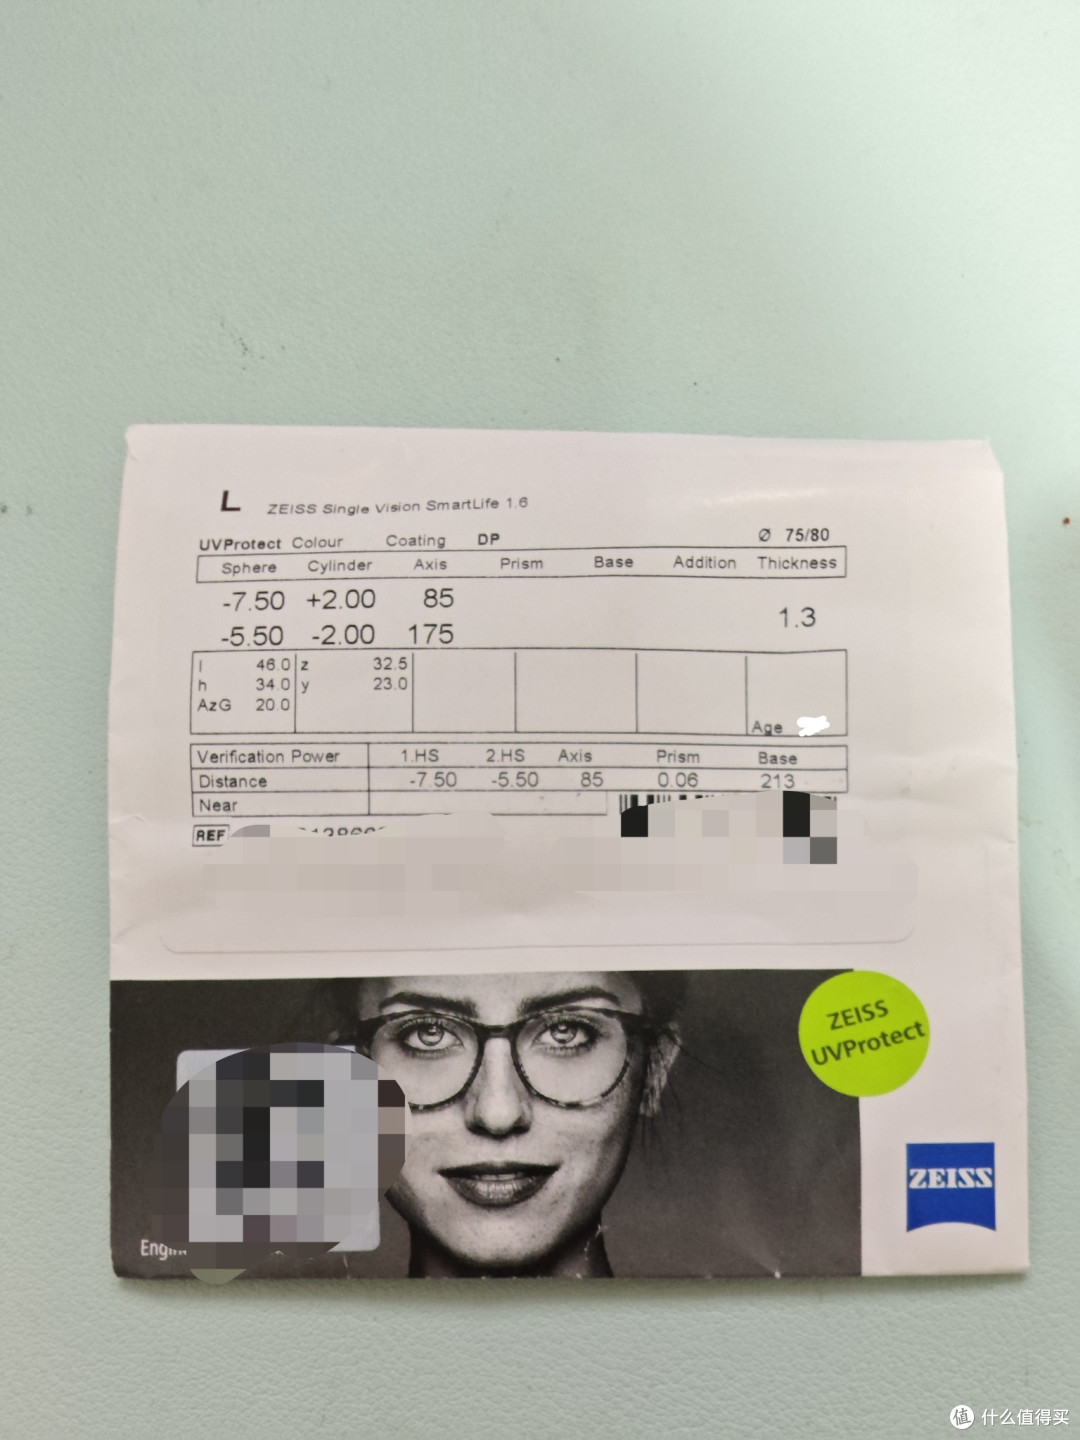 L ZEISS Single Vision SmartLife 1.6
UVProtect Colour Coating DP Ø 75/80
Sphere Cylinder Axis Prism Base Addition Thickness
-7.50 +2.00 85
1.3
-5.50 -2.00 175
l 46.0 z 32.5
h 34.0 y 23.0
AzG 20.0
Age
Verification Power 1.HS 2.HS Axis Prism Base
Distance -7.50 -5.50 85 0.06 213
Near
REF
ZEISS
UVProtect
ZEISS
值 什么值得买